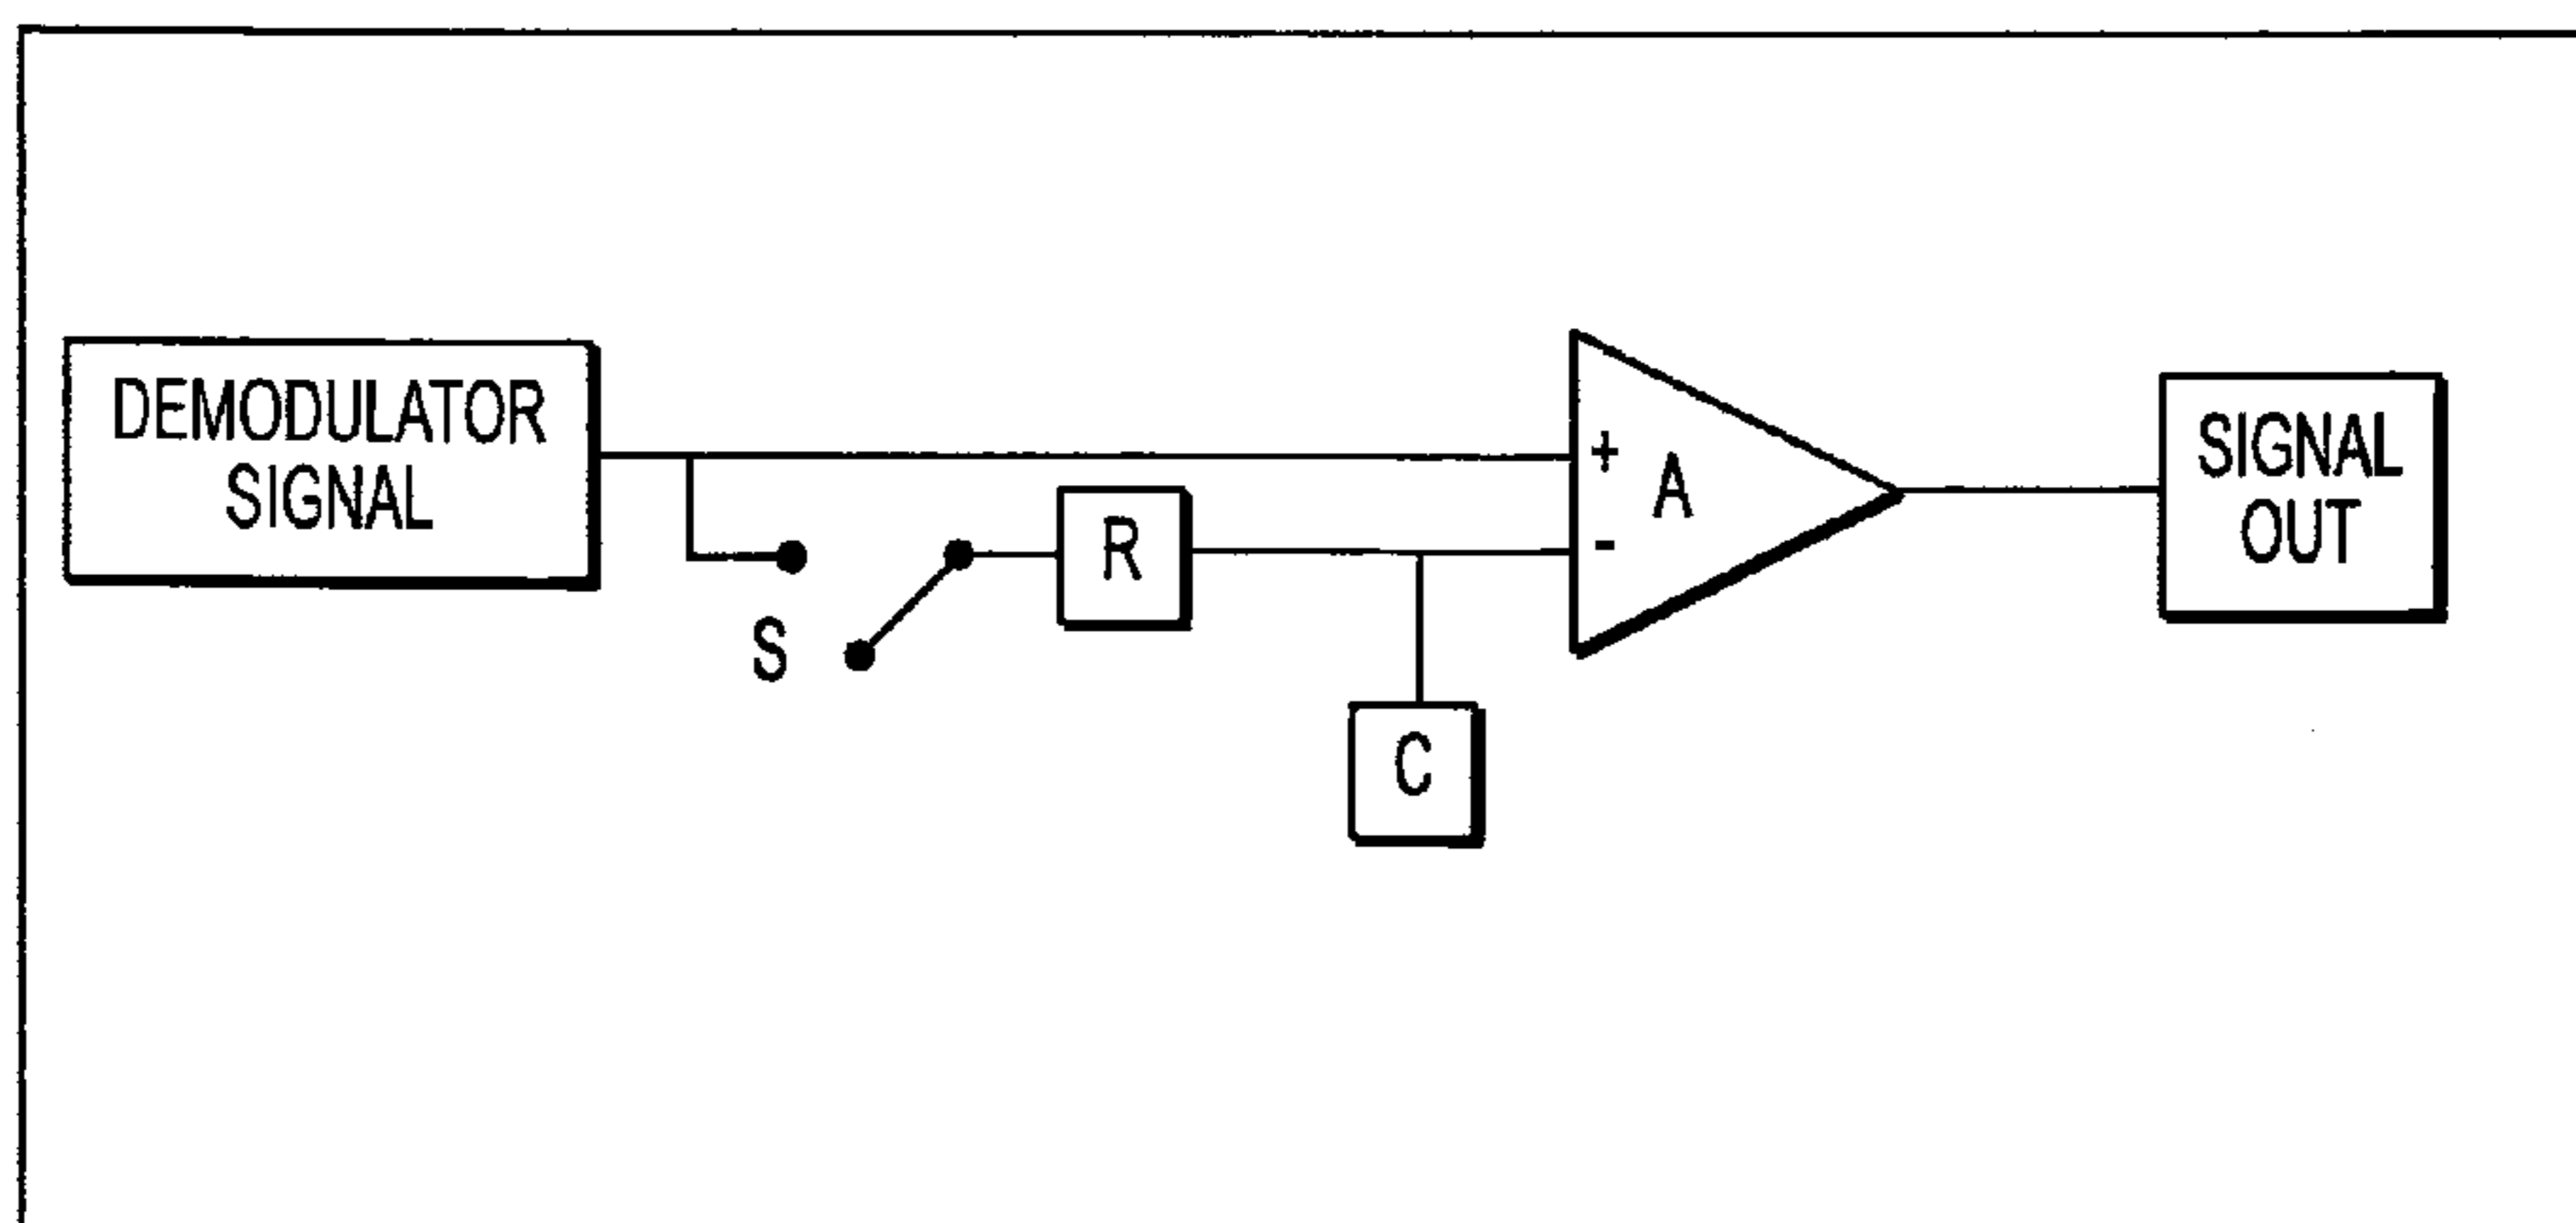 DEMODULATOR
SIGNAL
S
R
C
+
-
A
SIGNAL
OUT